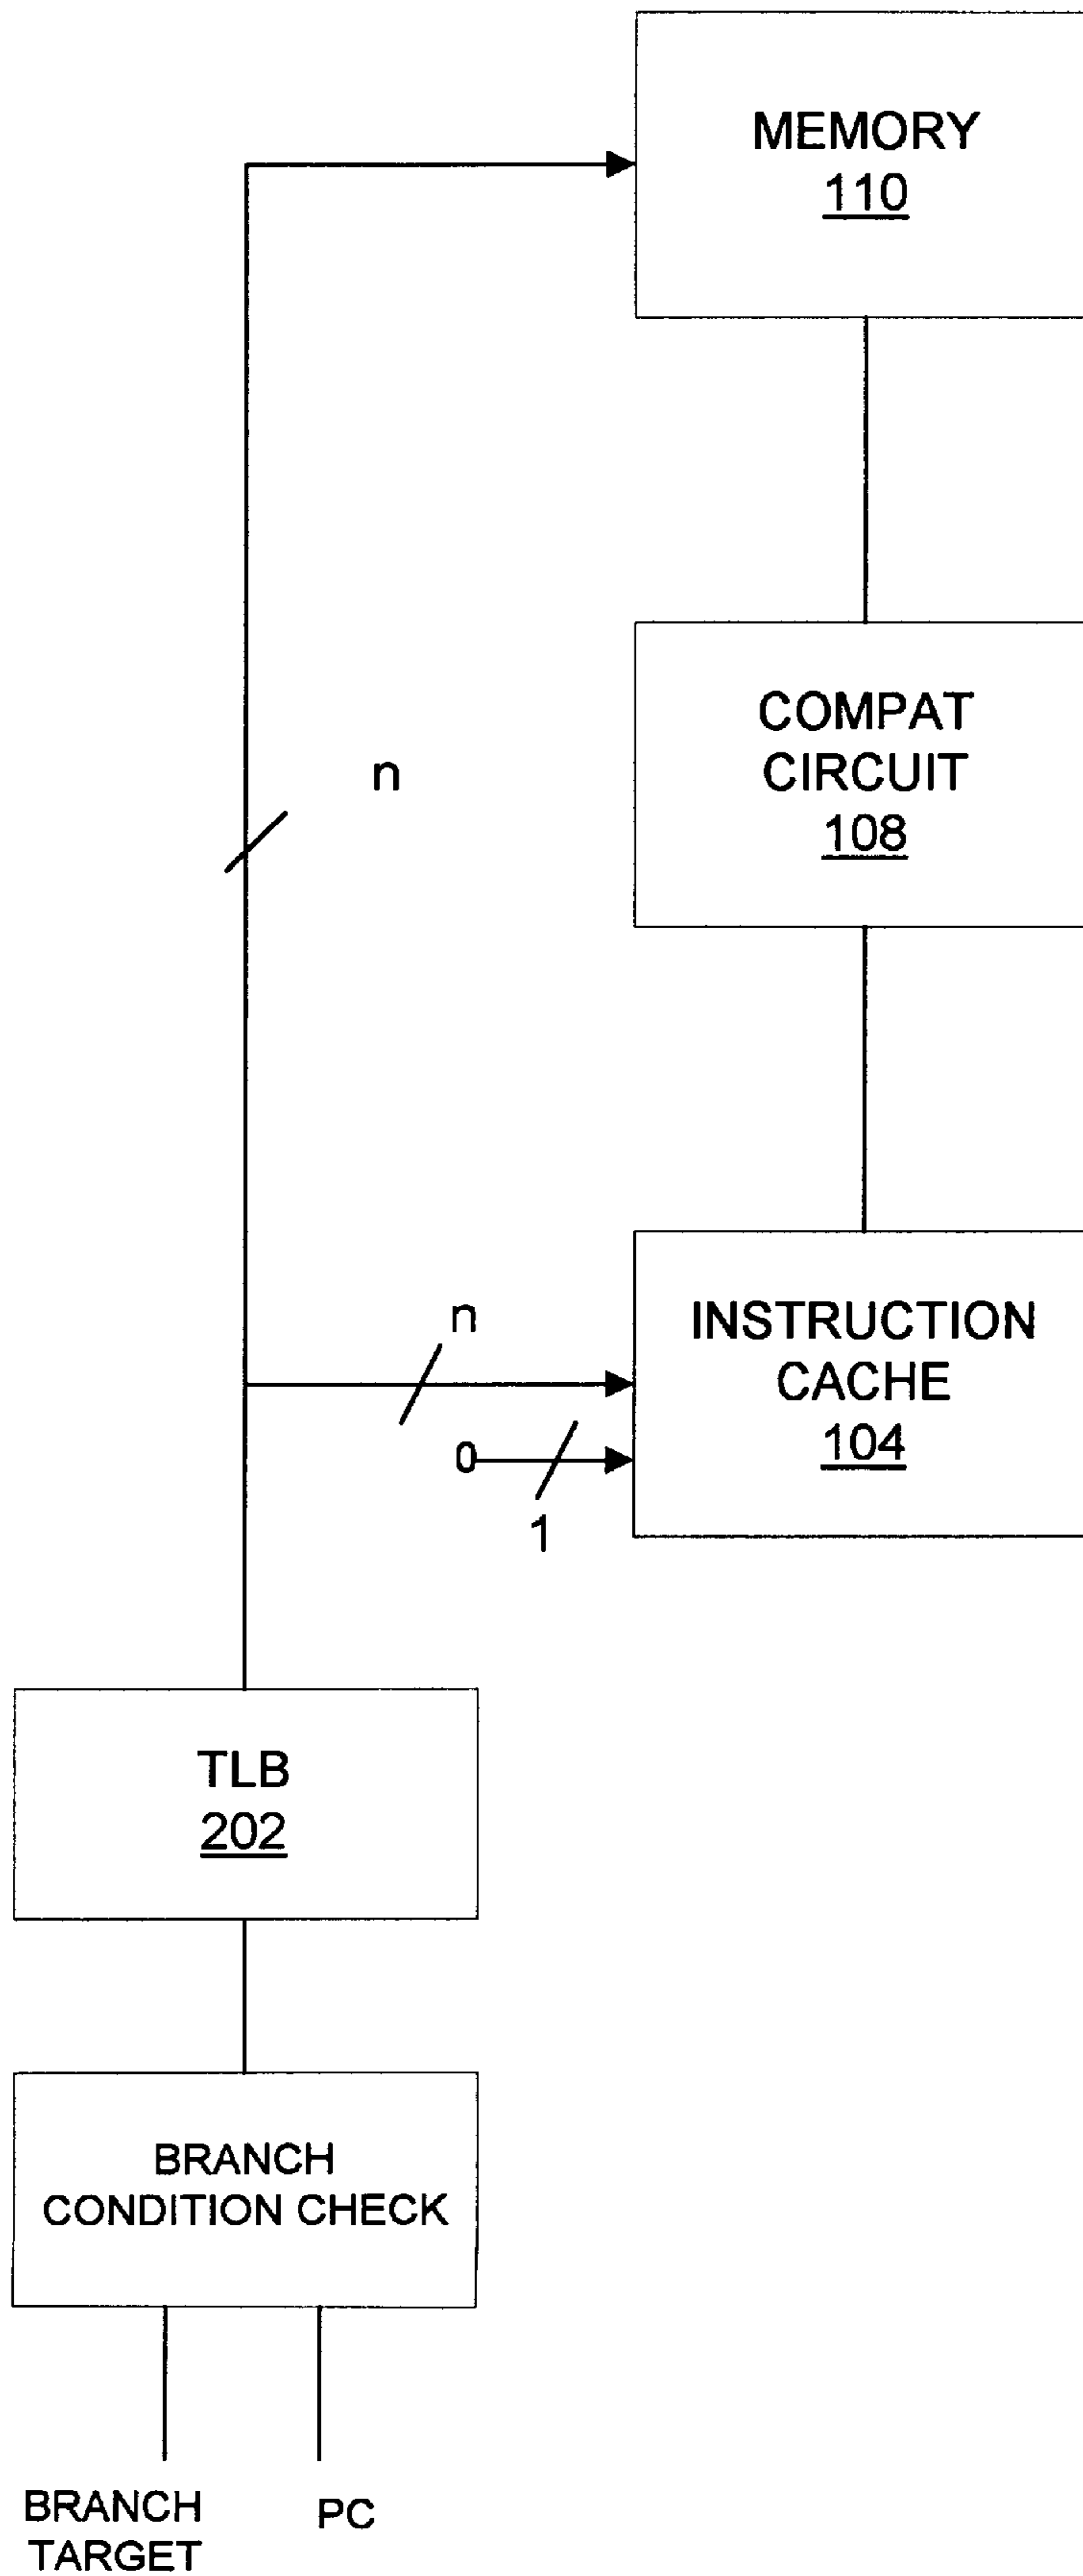 MEMORY
110
COMPAT
CIRCUIT
108
n
n
INSTRUCTION
CACHE
104
0
1
TLB
202
BRANCH
CONDITION CHECK
BRANCH
TARGET
PC